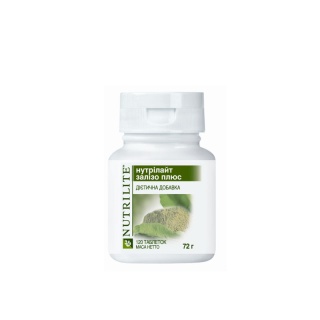 NUTRILITE
нутрілайт
залізо плюс
ДІЄТИЧНА ДОБАВКА
120 ТАБЛЕТОК
МАСА НЕТТО
72 г